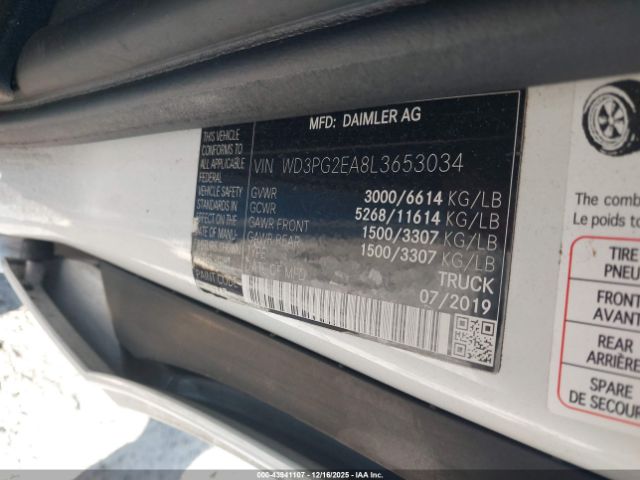 MFD: DAIMLER AG
THIS VEHICLE
CONFORMS TO
ALL APPLICABLE
FEDERAL
VEHICLE SAFETY
STANDARDS IN
EFFECT ON THE
DATE OF MANU-
PAINT CODE
VIN WD3PG2EA8L3653034
GVWR 3000/6614 KG/LB
GCWR 5268/11614 KG/LB
GAWR FRONT 1500/3307 KG/LB
GAWR REAR 1500/3307 KG/LB
TYPE TRUCK
DATE OF MFD 07/2019
The comb
Le poids to
TIRE
PNEU
FRONT
AVANT
REAR
ARRIÈRE
SPARE
DE SECOUR
000-43941107 - 12/16/2025 - IAA, Inc.